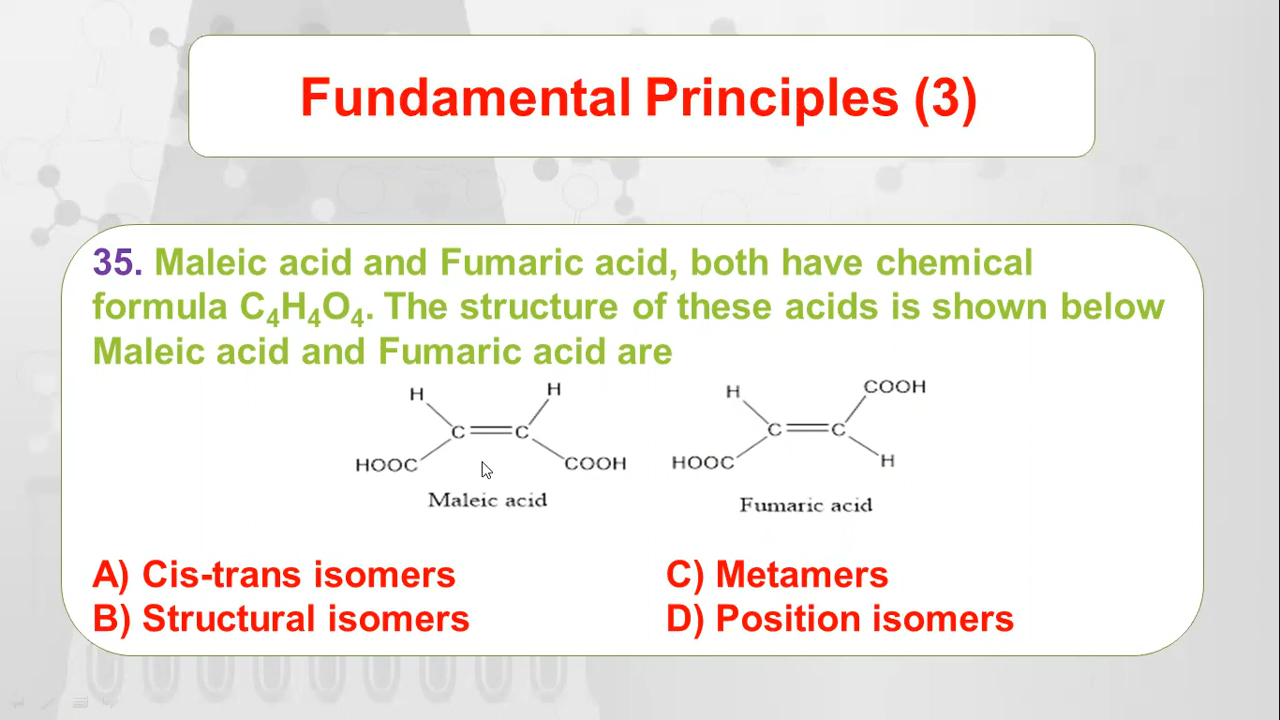 Fundamental Principles (3)
35. Maleic acid and Fumaric acid, both have chemical
formula C₄H₄O₄. The structure of these acids is shown below
Maleic acid and Fumaric acid are
H H H COOH
C C C C
HOOC COOH HOOC H
Maleic acid Fumaric acid
A) Cis-trans isomers C) Metamers
B) Structural isomers D) Position isomers